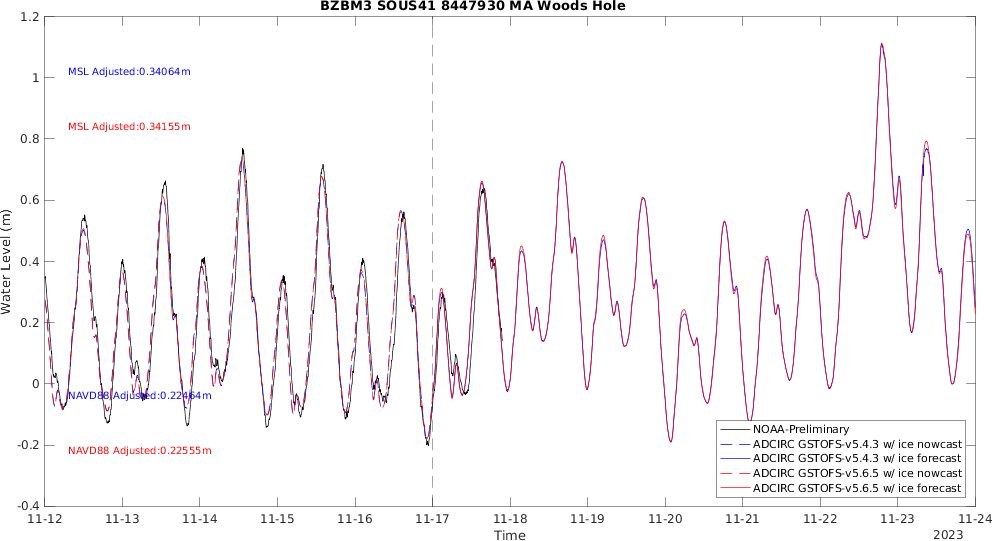 BZBM3 SOUS41 8447930 MA Woods Hole
Water Level (m)
1.2
1
0.8
0.6
0.4
0.2
0
-0.2
-0.4
MSL Adjusted:0.34064m
MSL Adjusted:0.34155m
NAVD88 Adjusted:0.22464m
NAVD88 Adjusted:0.22555m
NOAA-Preliminary
ADCIRC GSTOFS-v5.4.3 w/ ice nowcast
ADCIRC GSTOFS-v5.4.3 w/ ice forecast
ADCIRC GSTOFS-v5.6.5 w/ ice nowcast
ADCIRC GSTOFS-v5.6.5 w/ ice forecast
11-12 11-13 11-14 11-15 11-16 11-17 11-18 11-19 11-20 11-21 11-22 11-23 11-24
Time
2023